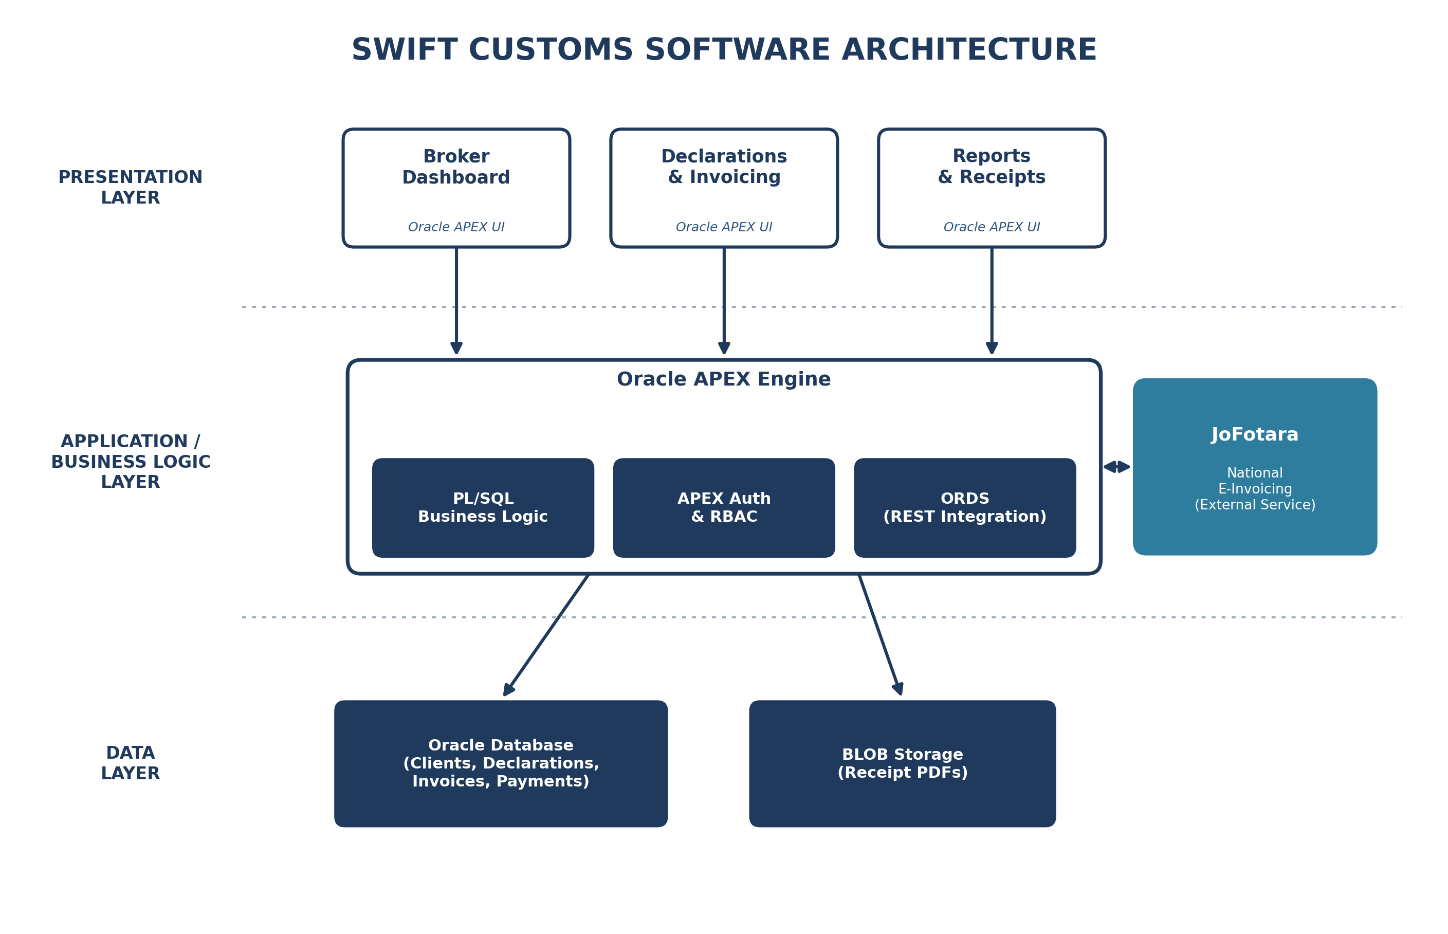 SWIFT CUSTOMS SOFTWARE ARCHITECTURE
PRESENTATION
LAYER
Broker
Dashboard
Oracle APEX UI
Declarations
& Invoicing
Oracle APEX UI
Reports
& Receipts
Oracle APEX UI
APPLICATION /
BUSINESS LOGIC
LAYER
Oracle APEX Engine
PL/SQL
Business Logic
APEX Auth
& RBAC
ORDS
(REST Integration)
JoFotara
National
E-Invoicing
(External Service)
DATA
LAYER
Oracle Database
(Clients, Declarations,
Invoices, Payments)
BLOB Storage
(Receipt PDFs)